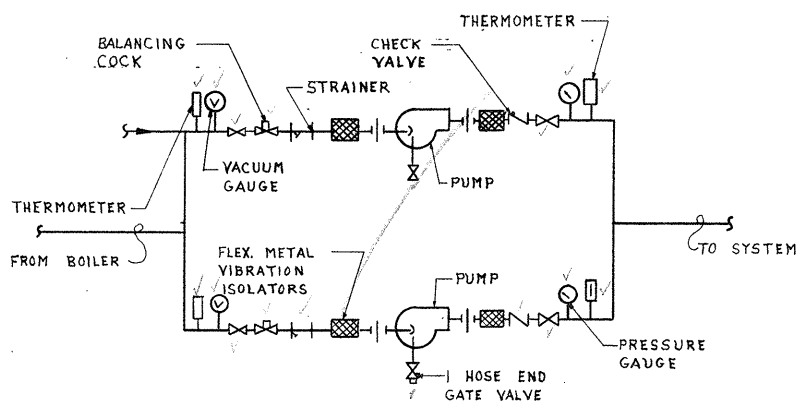 THERMOMETER
BALANCING
COCK
CHECK
VALVE
STRAINER
V
VACUUM
GAUGE
PUMP
THERMOMETER
FROM BOILER
FLEX. METAL
VIBRATION
ISOLATORS
PUMP
TO SYSTEM
V
PRESSURE
GAUGE
HOSE END
GATE VALVE